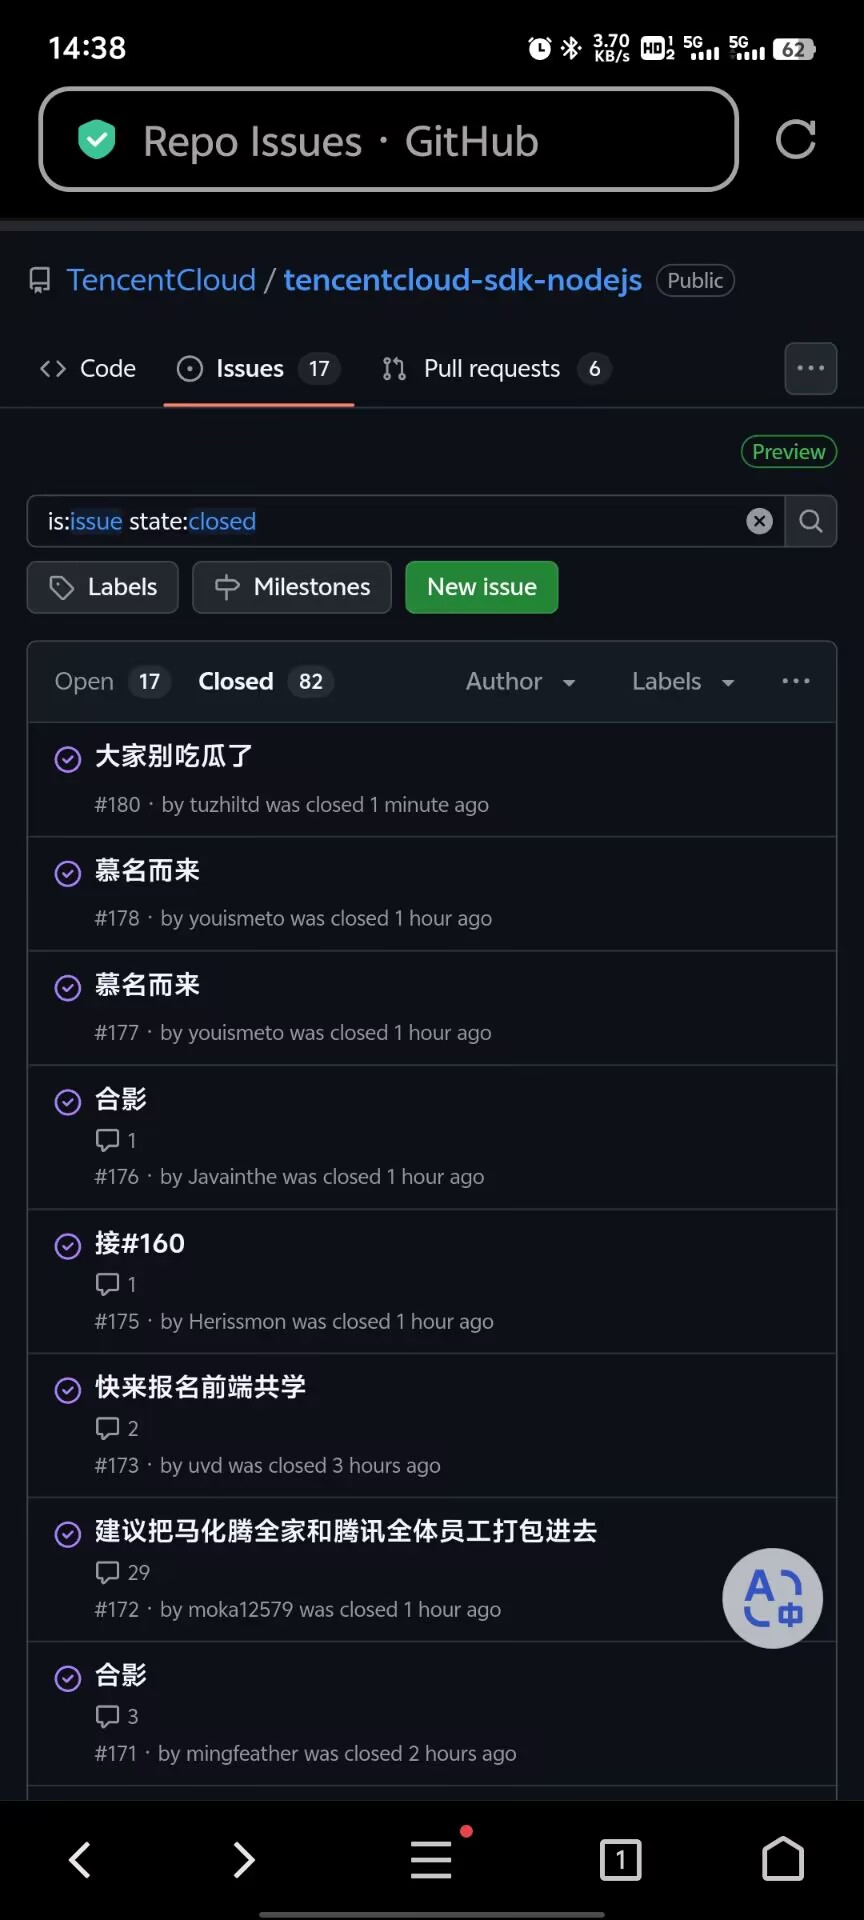 14:38
3.70 KB/s HD 1 2 5G 5G 62
Repo Issues · GitHub
TencentCloud / tencentcloud-sdk-nodejs Public
Code Issues 17 Pull requests 6
Preview
is:issue state:closed
Labels Milestones New issue
Open 17 Closed 82 Author Labels
大家别吃瓜了
#180 · by tuzhiltd was closed 1 minute ago
慕名而来
#178 · by youismeto was closed 1 hour ago
慕名而来
#177 · by youismeto was closed 1 hour ago
合影
1
#176 · by Javainthe was closed 1 hour ago
接#160
1
#175 · by Herissmon was closed 1 hour ago
快来报名前端共学
2
#173 · by uvd was closed 3 hours ago
建议把马化腾全家和腾讯全体员工打包进去
29
#172 · by moka12579 was closed 1 hour ago
A 中
合影
3
#171 · by mingfeather was closed 2 hours ago
1